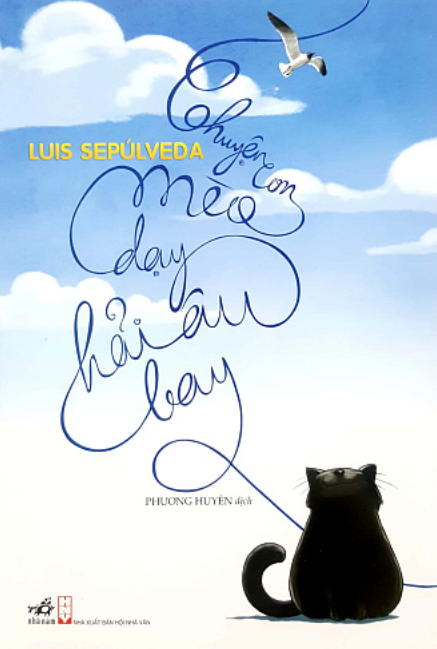 LUIS SEPÚLVEDA
Chuyện con
mèo
dạy
hải âu
bay
PHƯƠNG HUYÊN dịch
nhã nam
NHÀ XUẤT BẢN HỘI NHÀ VĂN